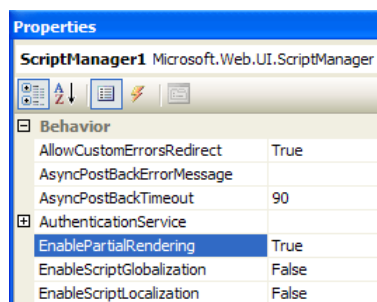 Properties
ScriptManager1 Microsoft.Web.UI.ScriptManager
Behavior
AllowCustomErrorsRedirect True
AsyncPostBackErrorMessage
AsyncPostBackTimeout 90
AuthenticationService
EnablePartialRendering True
EnableScriptGlobalization False
EnableScriptLocalization False